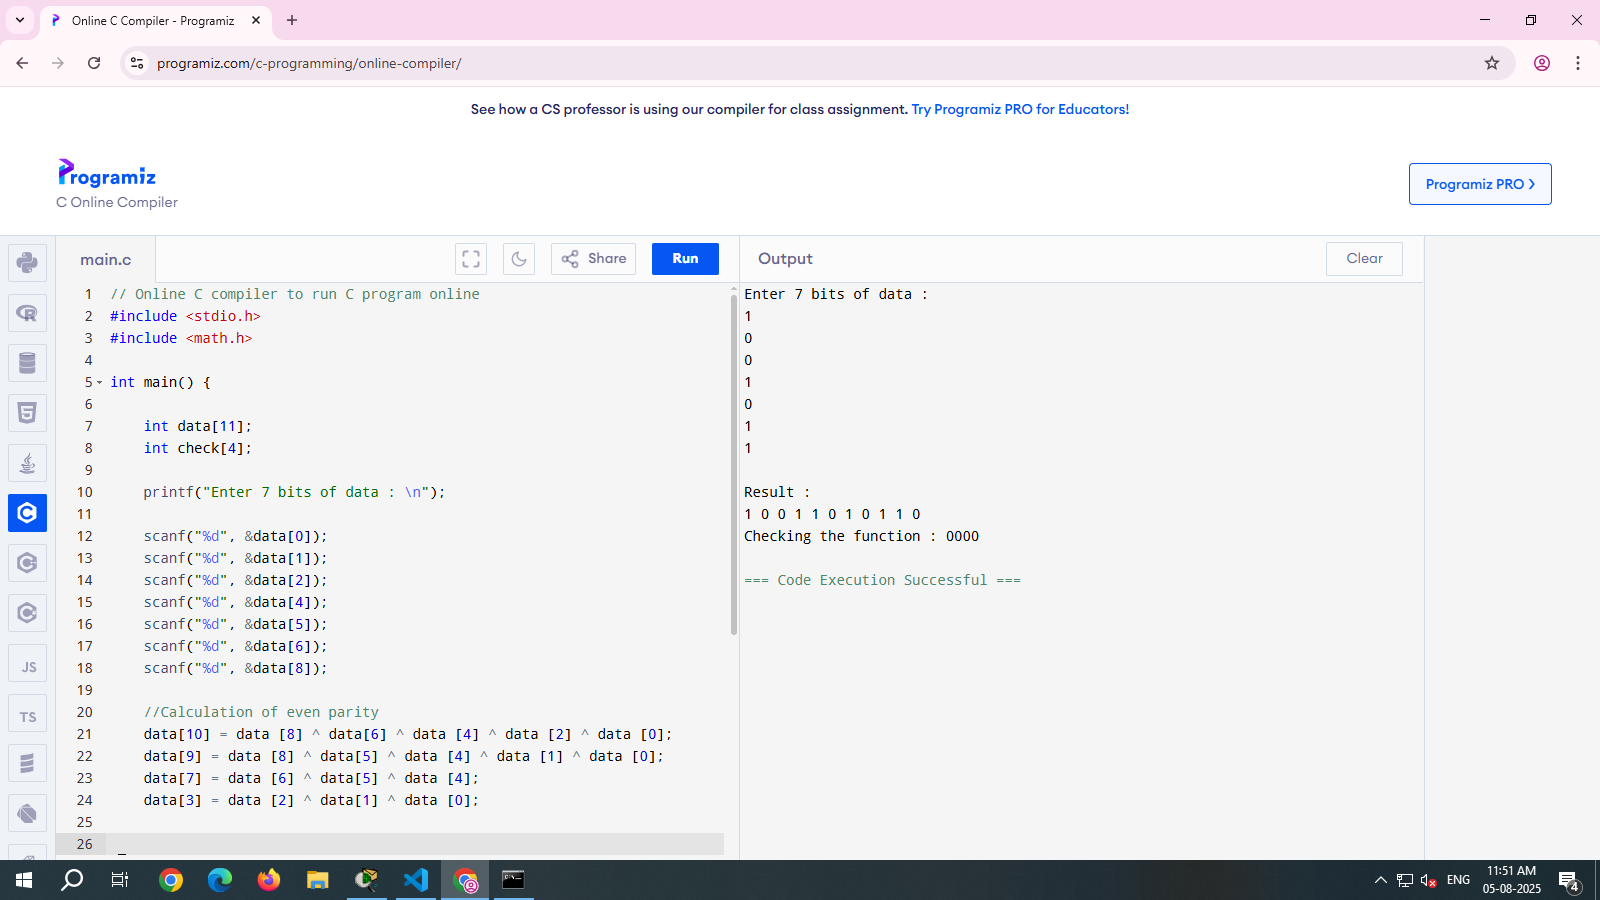 Online C Compiler - Programiz
programiz.com/c-programming/online-compiler/
See how a CS professor is using our compiler for class assignment. Try Programiz PRO for Educators!
Programiz
C Online Compiler
Programiz PRO
main.c
Share
Run
Output
Clear
1 // Online C compiler to run C program online
2 #include <stdio.h>
3 #include <math.h>
4
5 int main() {
6
7 int data[11];
8 int check[4];
9
10 printf("Enter 7 bits of data : \n");
11
12 scanf("%d", &data[0]);
13 scanf("%d", &data[1]);
14 scanf("%d", &data[2]);
15 scanf("%d", &data[4]);
16 scanf("%d", &data[5]);
17 scanf("%d", &data[6]);
18 scanf("%d", &data[8]);
19
20 //Calculation of even parity
21 data[10] = data [8] ^ data[6] ^ data [4] ^ data [2] ^ data [0];
22 data[9] = data [8] ^ data[5] ^ data [4] ^ data [1] ^ data [0];
23 data[7] = data [6] ^ data[5] ^ data [4];
24 data[3] = data [2] ^ data[1] ^ data [0];
25
26
Enter 7 bits of data :
1
0
0
1
0
1
1
Result :
1 0 0 1 1 0 1 0 1 1 0
Checking the function : 0000
=== Code Execution Successful ===
JS
TS
ENG
11:51 AM
05-08-2025
4